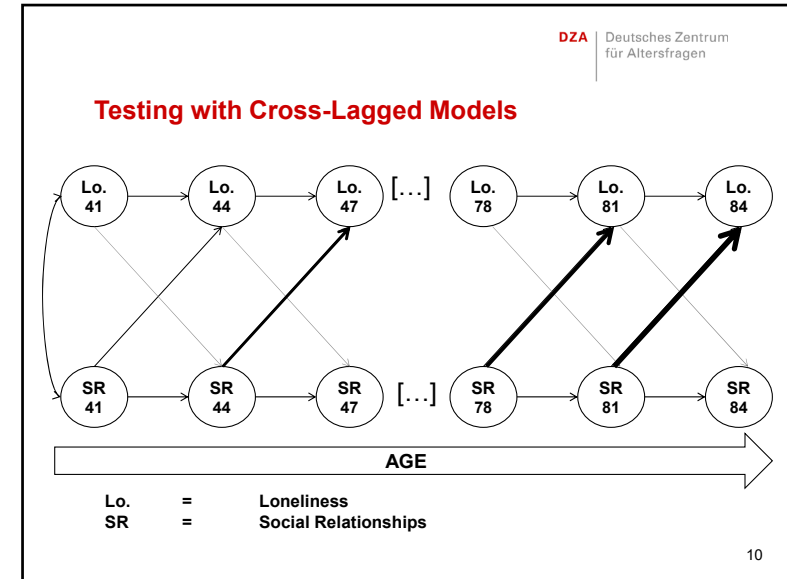 DZA Deutsches Zentrum
für Altersfragen
Testing with Cross-Lagged Models
Lo. Lo. Lo. [...] Lo. Lo. Lo.
41 44 47 78 81 84
SR SR SR [...] SR SR SR
41 44 47 78 81 84
AGE
Lo. = Loneliness
SR = Social Relationships
10